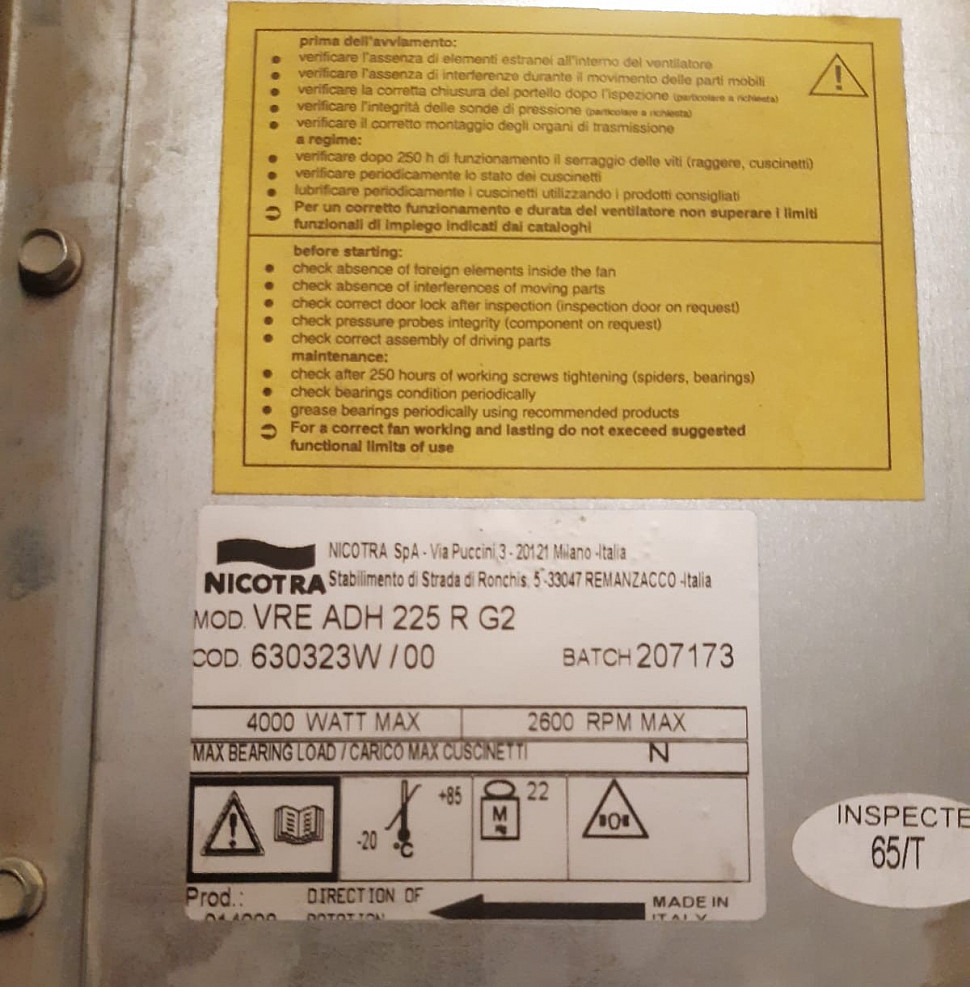 prima dell'avviamento:
● verificare l'assenza di elementi estranei all'interno del ventilatore
● verificare l'assenza di interferenze durante il movimento delle parti mobili
● verificare la corretta chiusura del portello dopo l'ispezione (particolare a richiesta)
● verificare l'integrità delle sonde di pressione (particolare a richiesta)
● verificare il corretto montaggio degli organi di trasmissione
a regime:
● verificare dopo 250 h di funzionamento il serraggio delle viti (raggere, cuscinetti)
● verificare periodicamente lo stato dei cuscinetti
● lubrificare periodicamente i cuscinetti utilizzando i prodotti consigliati
Per un corretto funzionamento e durata del ventilatore non superare i limiti
funzionali di impiego indicati dai cataloghi
before starting:
● check absence of foreign elements inside the fan
● check absence of interferences of moving parts
● check correct door lock after inspection (inspection door on request)
● check pressure probes integrity (component on request)
● check correct assembly of driving parts
maintenance:
● check after 250 hours of working screws tightening (spiders, bearings)
● check bearings condition periodically
● grease bearings periodically using recommended products
For a correct fan working and lasting do not execeed suggested
functional limits of use
NICOTRA SpA - Via Puccini, 3 - 20121 Milano -Italia
NICOTRA Stabilimento di Strada di Ronchis, 5 -33047 REMANZACCO -Italia
MOD. VRE ADH 225 R G2
COD. 630323W / 00 BATCH 207173
4000 WATT MAX 2600 RPM MAX
MAX BEARING LOAD / CARICO MAX CUSCINETTI N
-20 +85 °C M kg 22
Prod.: DIRECTION OF MADE IN
ROTATION ITALY
INSPECTE
65/T